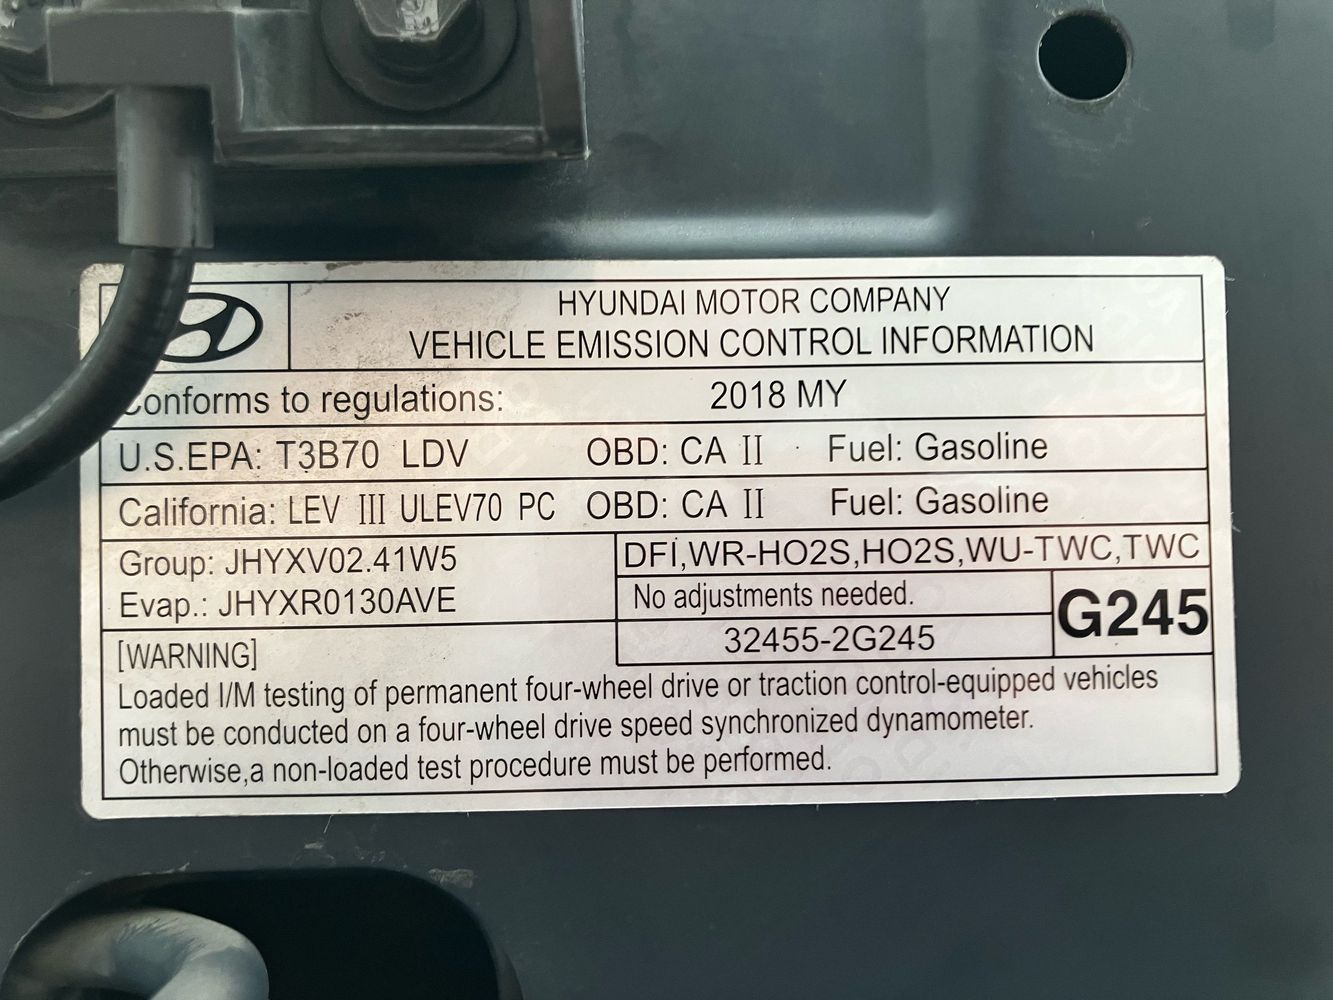 HYUNDAI MOTOR COMPANY
VEHICLE EMISSION CONTROL INFORMATION
Conforms to regulations: 2018 MY
U.S.EPA: T3B70 LDV OBD: CA II Fuel: Gasoline
California: LEV III ULEV70 PC OBD: CA II Fuel: Gasoline
Group: JHYXV02.41W5
Evap.: JHYXR0130AVE
DFI,WR-HO2S,HO2S,WU-TWC,TWC
No adjustments needed.
32455-2G245
G245
[WARNING]
Loaded I/M testing of permanent four-wheel drive or traction control-equipped vehicles
must be conducted on a four-wheel drive speed synchronized dynamometer.
Otherwise,a non-loaded test procedure must be performed.